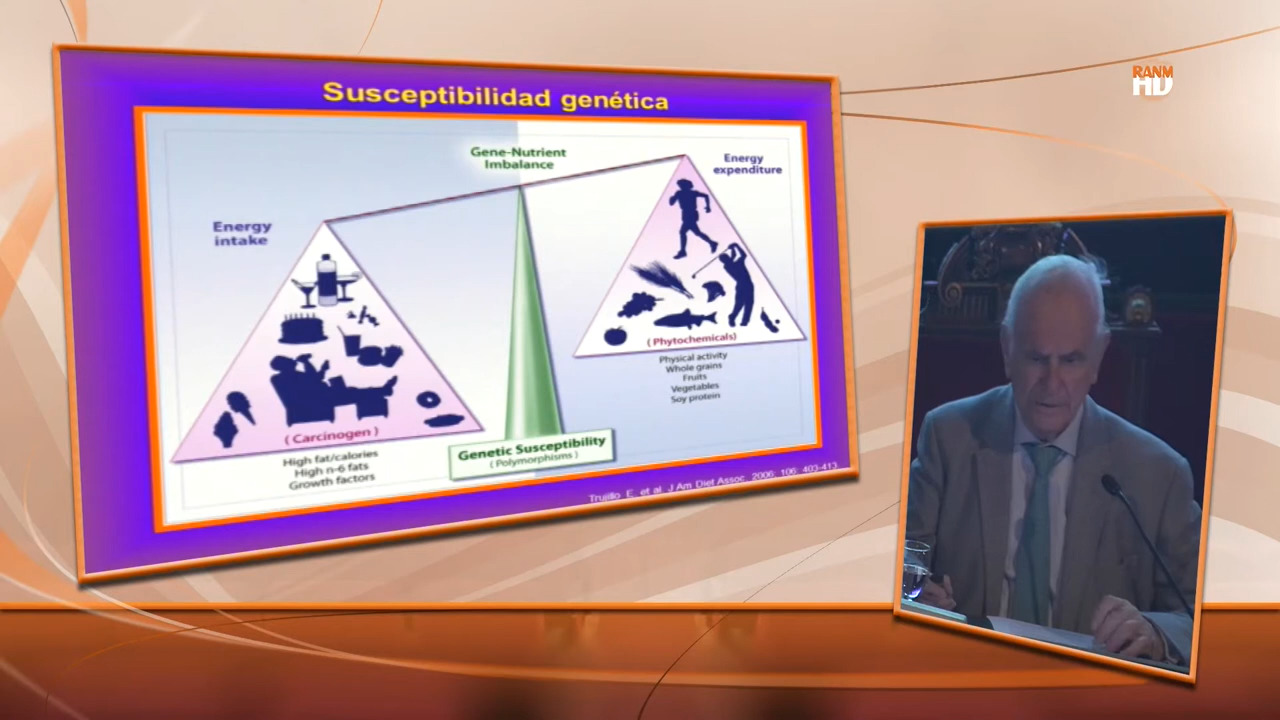 RANM
HD
Susceptibilidad genética
Gene-Nutrient
Imbalance
Energy
expenditure
Energy
intake
( Phytochemicals)
Physical activity
Whole grains
Fruits
Vegetables
Soy protein
( Carcinogen )
High fat/calories
High n-6 fats
Growth factors
Genetic Susceptibility
( Polymorphisms )
Trujillo E, et al. J Am Diet Assoc. 2006; 106: 403-413